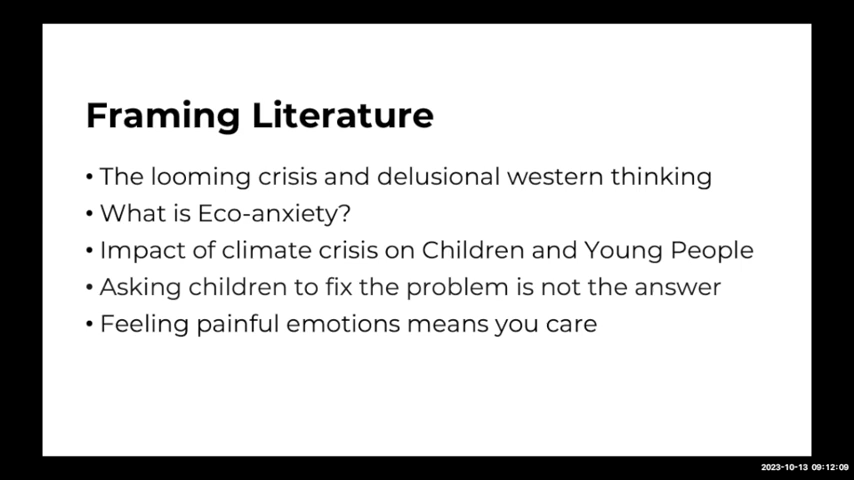 Framing Literature
• The looming crisis and delusional western thinking
• What is Eco-anxiety?
• Impact of climate crisis on Children and Young People
• Asking children to fix the problem is not the answer
• Feeling painful emotions means you care
2023-10-13 09:12:09